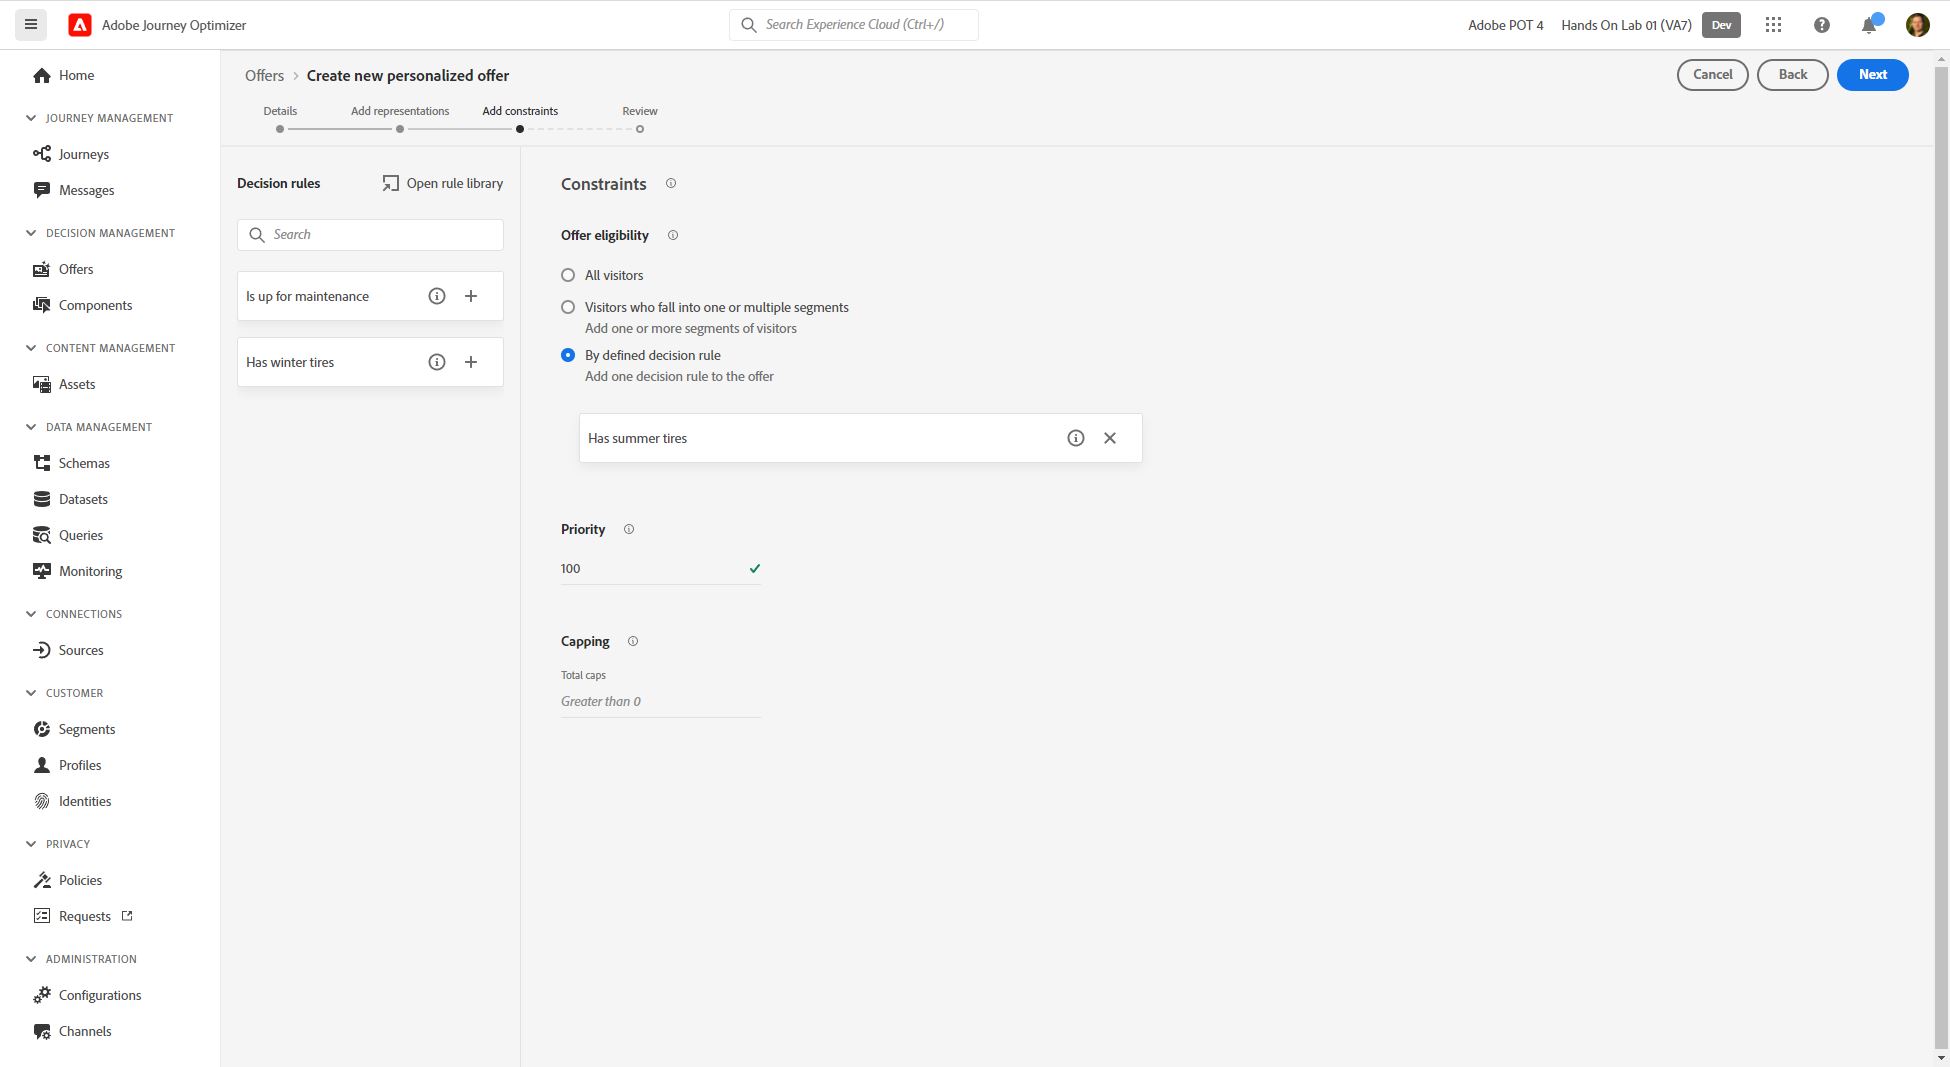 Adobe Journey Optimizer
Search Experience Cloud (Ctrl+/)
Adobe POT 4
Hands On Lab 01 (VA7)
Dev
Home
JOURNEY MANAGEMENT
Journeys
Messages
DECISION MANAGEMENT
Offers
Components
CONTENT MANAGEMENT
Assets
DATA MANAGEMENT
Schemas
Datasets
Queries
Monitoring
CONNECTIONS
Sources
CUSTOMER
Segments
Profiles
Identities
PRIVACY
Policies
Requests
ADMINISTRATION
Configurations
Channels
Offers > Create new personalized offer
Cancel
Back
Next
Details
Add representations
Add constraints
Review
Decision rules
Open rule library
Search
Is up for maintenance
Has winter tires
Constraints
Offer eligibility
All visitors
Visitors who fall into one or multiple segments
Add one or more segments of visitors
By defined decision rule
Add one decision rule to the offer
Has summer tires
Priority
100
Capping
Total caps
Greater than 0